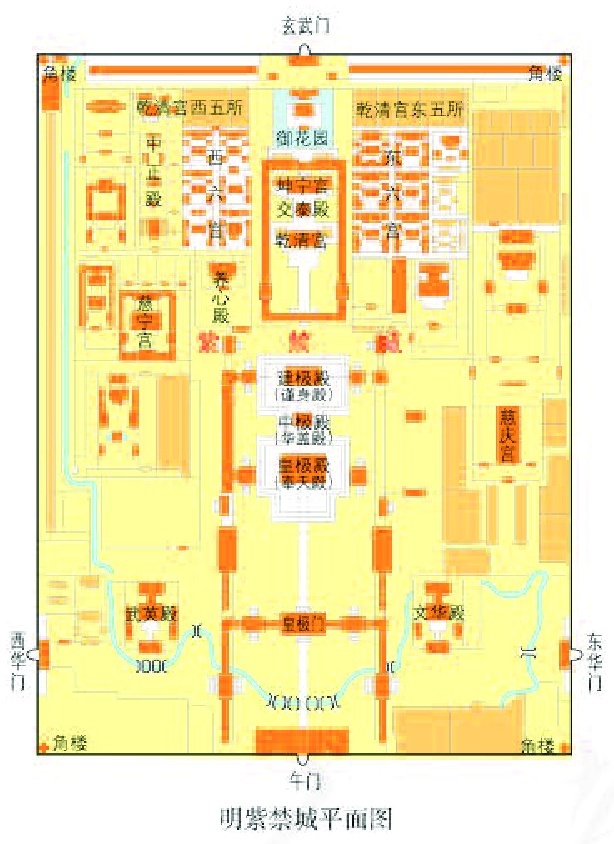 玄武门
角楼
角楼
乾清宫西五所
乾清宫东五所
御花园
中正殿
西六宫
东六宫
坤宁宫
交泰殿
乾清宫
养心殿
慈宁宫
紫禁城
建极殿
(谨身殿)
中极殿
(华盖殿)
皇极殿
(奉天殿)
慈庆宫
武英殿
皇极门
文华殿
西华门
东华门
角楼
角楼
午门
明紫禁城平面图